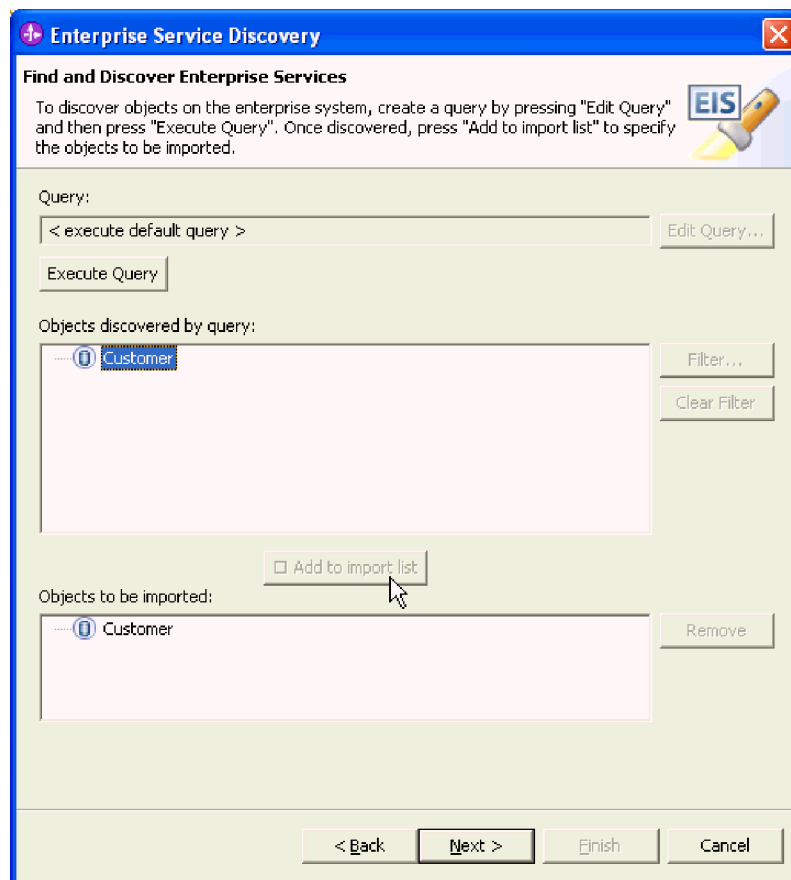 Enterprise Service Discovery
Find and Discover Enterprise Services
To discover objects on the enterprise system, create a query by pressing "Edit Query"
and then press "Execute Query". Once discovered, press "Add to import list" to specify
the objects to be imported.
EIS
Query:
< execute default query >
Edit Query...
Execute Query
Objects discovered by query:
Customer
Filter...
Clear Filter
Add to import list
Objects to be imported:
Customer
Remove
< Back
Next >
Finish
Cancel